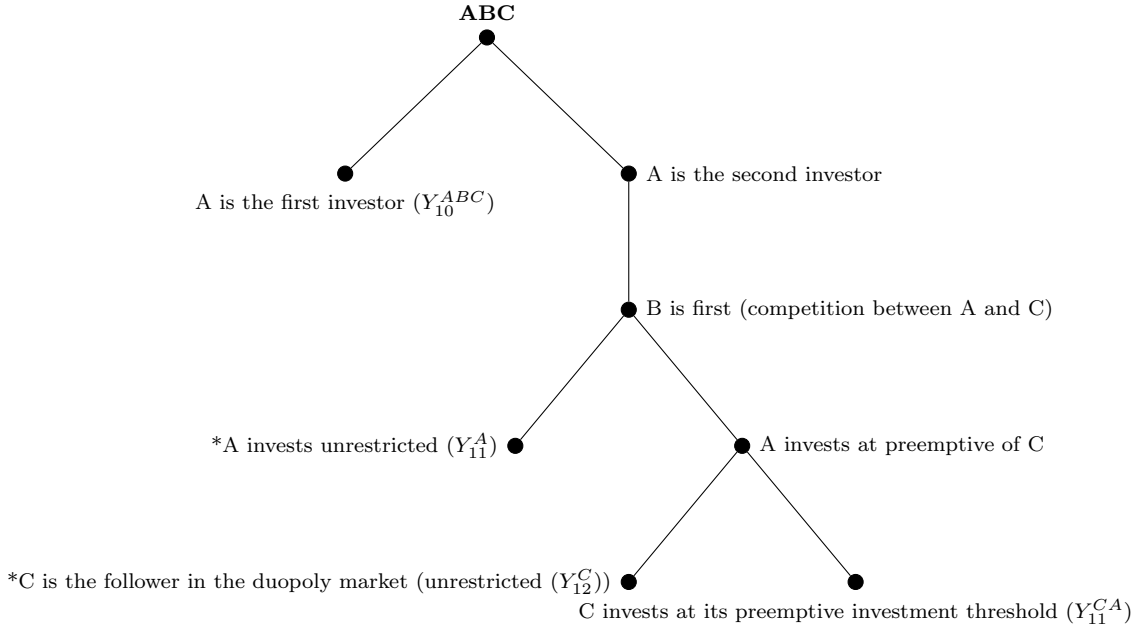 ABC
A is the first investor ($Y_{10}^{ABC}$)
A is the second investor
B is first (competition between A and C)
*A invests unrestricted ($Y_{11}^{A}$)
A invests at preemptive of C
*C is the follower in the duopoly market (unrestricted ($Y_{12}^{C}$))
C invests at its preemptive investment threshold ($Y_{11}^{CA}$)